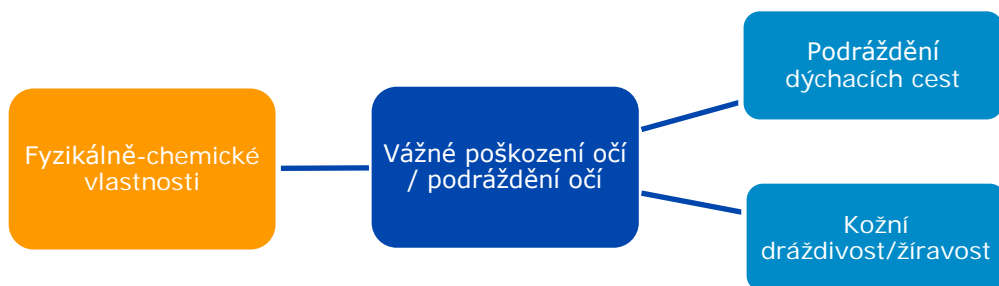 Podráždění
dýchacích cest
Fyzikálně-chemické
vlastnosti
Vážné poškození očí
/ podráždění očí
Kožní
dráždivost/žíravost